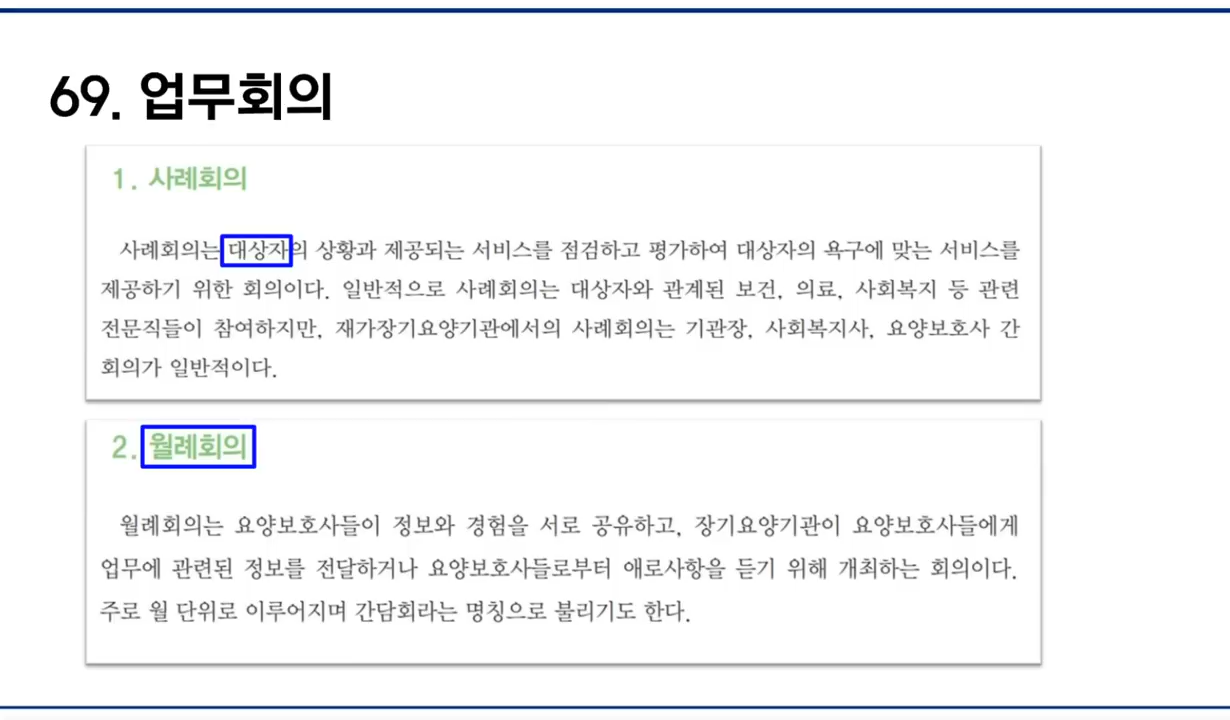 69. 업무회의
1. 사례회의
사례회의는 대상자의 상황과 제공되는 서비스를 점검하고 평가하여 대상자의 욕구에 맞는 서비스를
제공하기 위한 회의이다. 일반적으로 사례회의는 대상자와 관계된 보건, 의료, 사회복지 등 관련
전문직들이 참여하지만, 재가장기요양기관에서의 사례회의는 기관장, 사회복지사, 요양보호사 간
회의가 일반적이다.
2. 월례회의
월례회의는 요양보호사들이 정보와 경험을 서로 공유하고, 장기요양기관이 요양보호사들에게
업무에 관련된 정보를 전달하거나 요양보호사들로부터 애로사항을 듣기 위해 개최하는 회의이다.
주로 월 단위로 이루어지며 간담회라는 명칭으로 불리기도 한다.